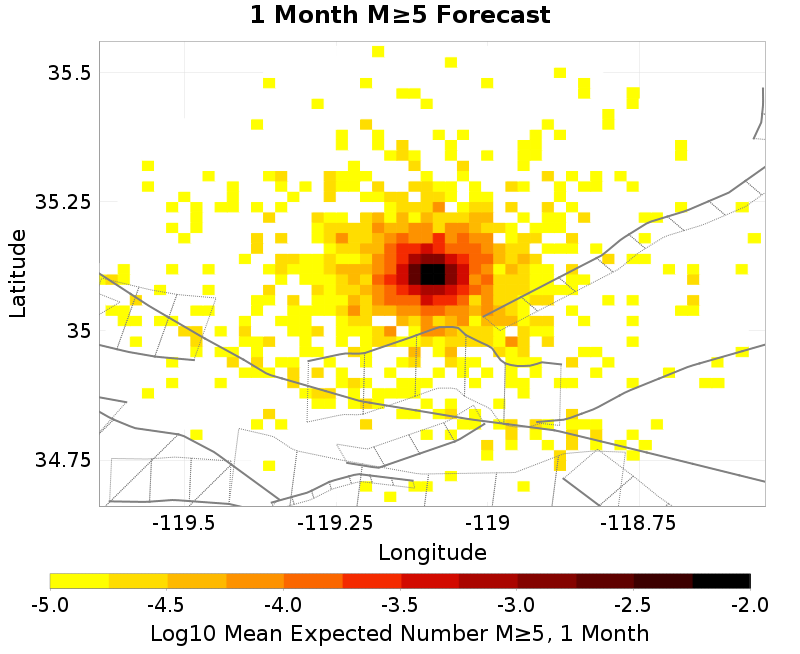 1 Month M≥5 Forecast
35.5
35.25
35
34.75
Latitude
-119.5 -119.25 -119 -118.75
Longitude
-5.0 -4.5 -4.0 -3.5 -3.0 -2.5 -2.0
Log10 Mean Expected Number M≥5, 1 Month